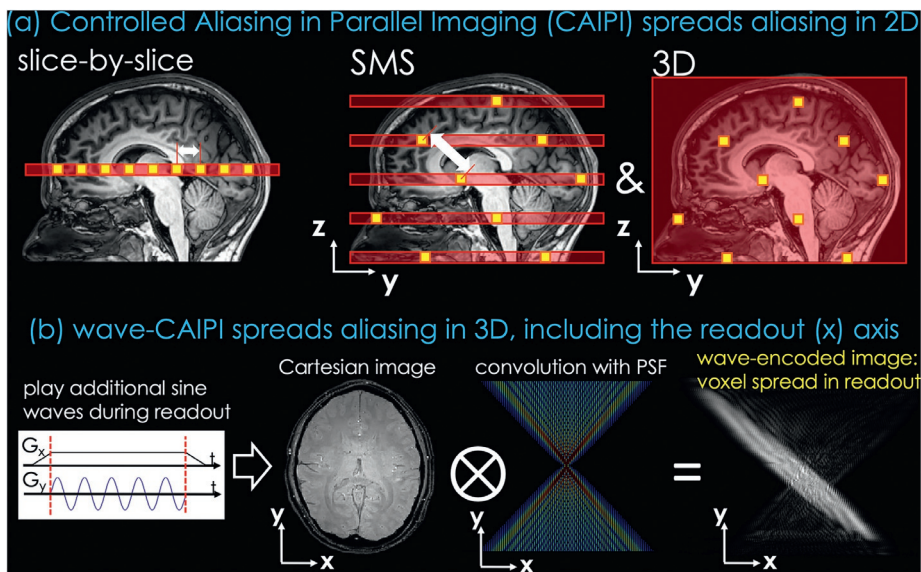 (a) Controlled Aliasing in Parallel Imaging (CAIPI) spreads aliasing in 2D
slice-by-slice
SMS
3D
&
z
y
z
y
(b) wave-CAIPI spreads aliasing in 3D, including the readout (x) axis
play additional sine
waves during readout
Cartesian image
convolution with PSF
wave-encoded image:
voxel spread in readout
Gx
t
Gy
t
=
y
x
y
x
y
x